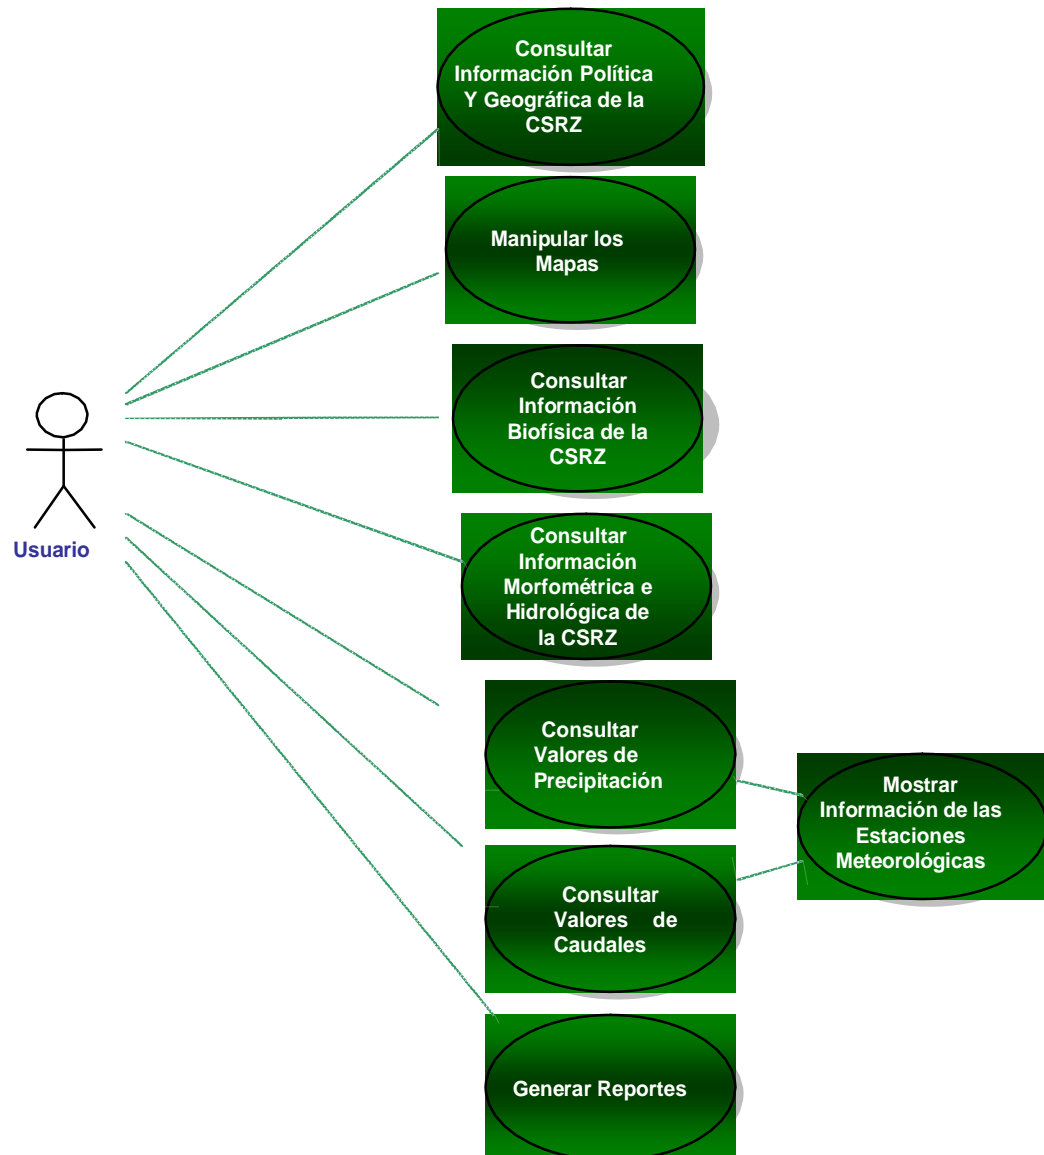 Consultar
Información Política
Y Geográfica de la
CSRZ
Manipular los
Mapas
Consultar
Información
Biofísica de la
CSRZ
Usuario
Consultar
Información
Morfométrica e
Hidrológica de
la CSRZ
Consultar
Valores de
Precipitación
Mostrar
Información de las
Estaciones
Meteorológicas
Consultar
Valores de
Caudales
Generar Reportes